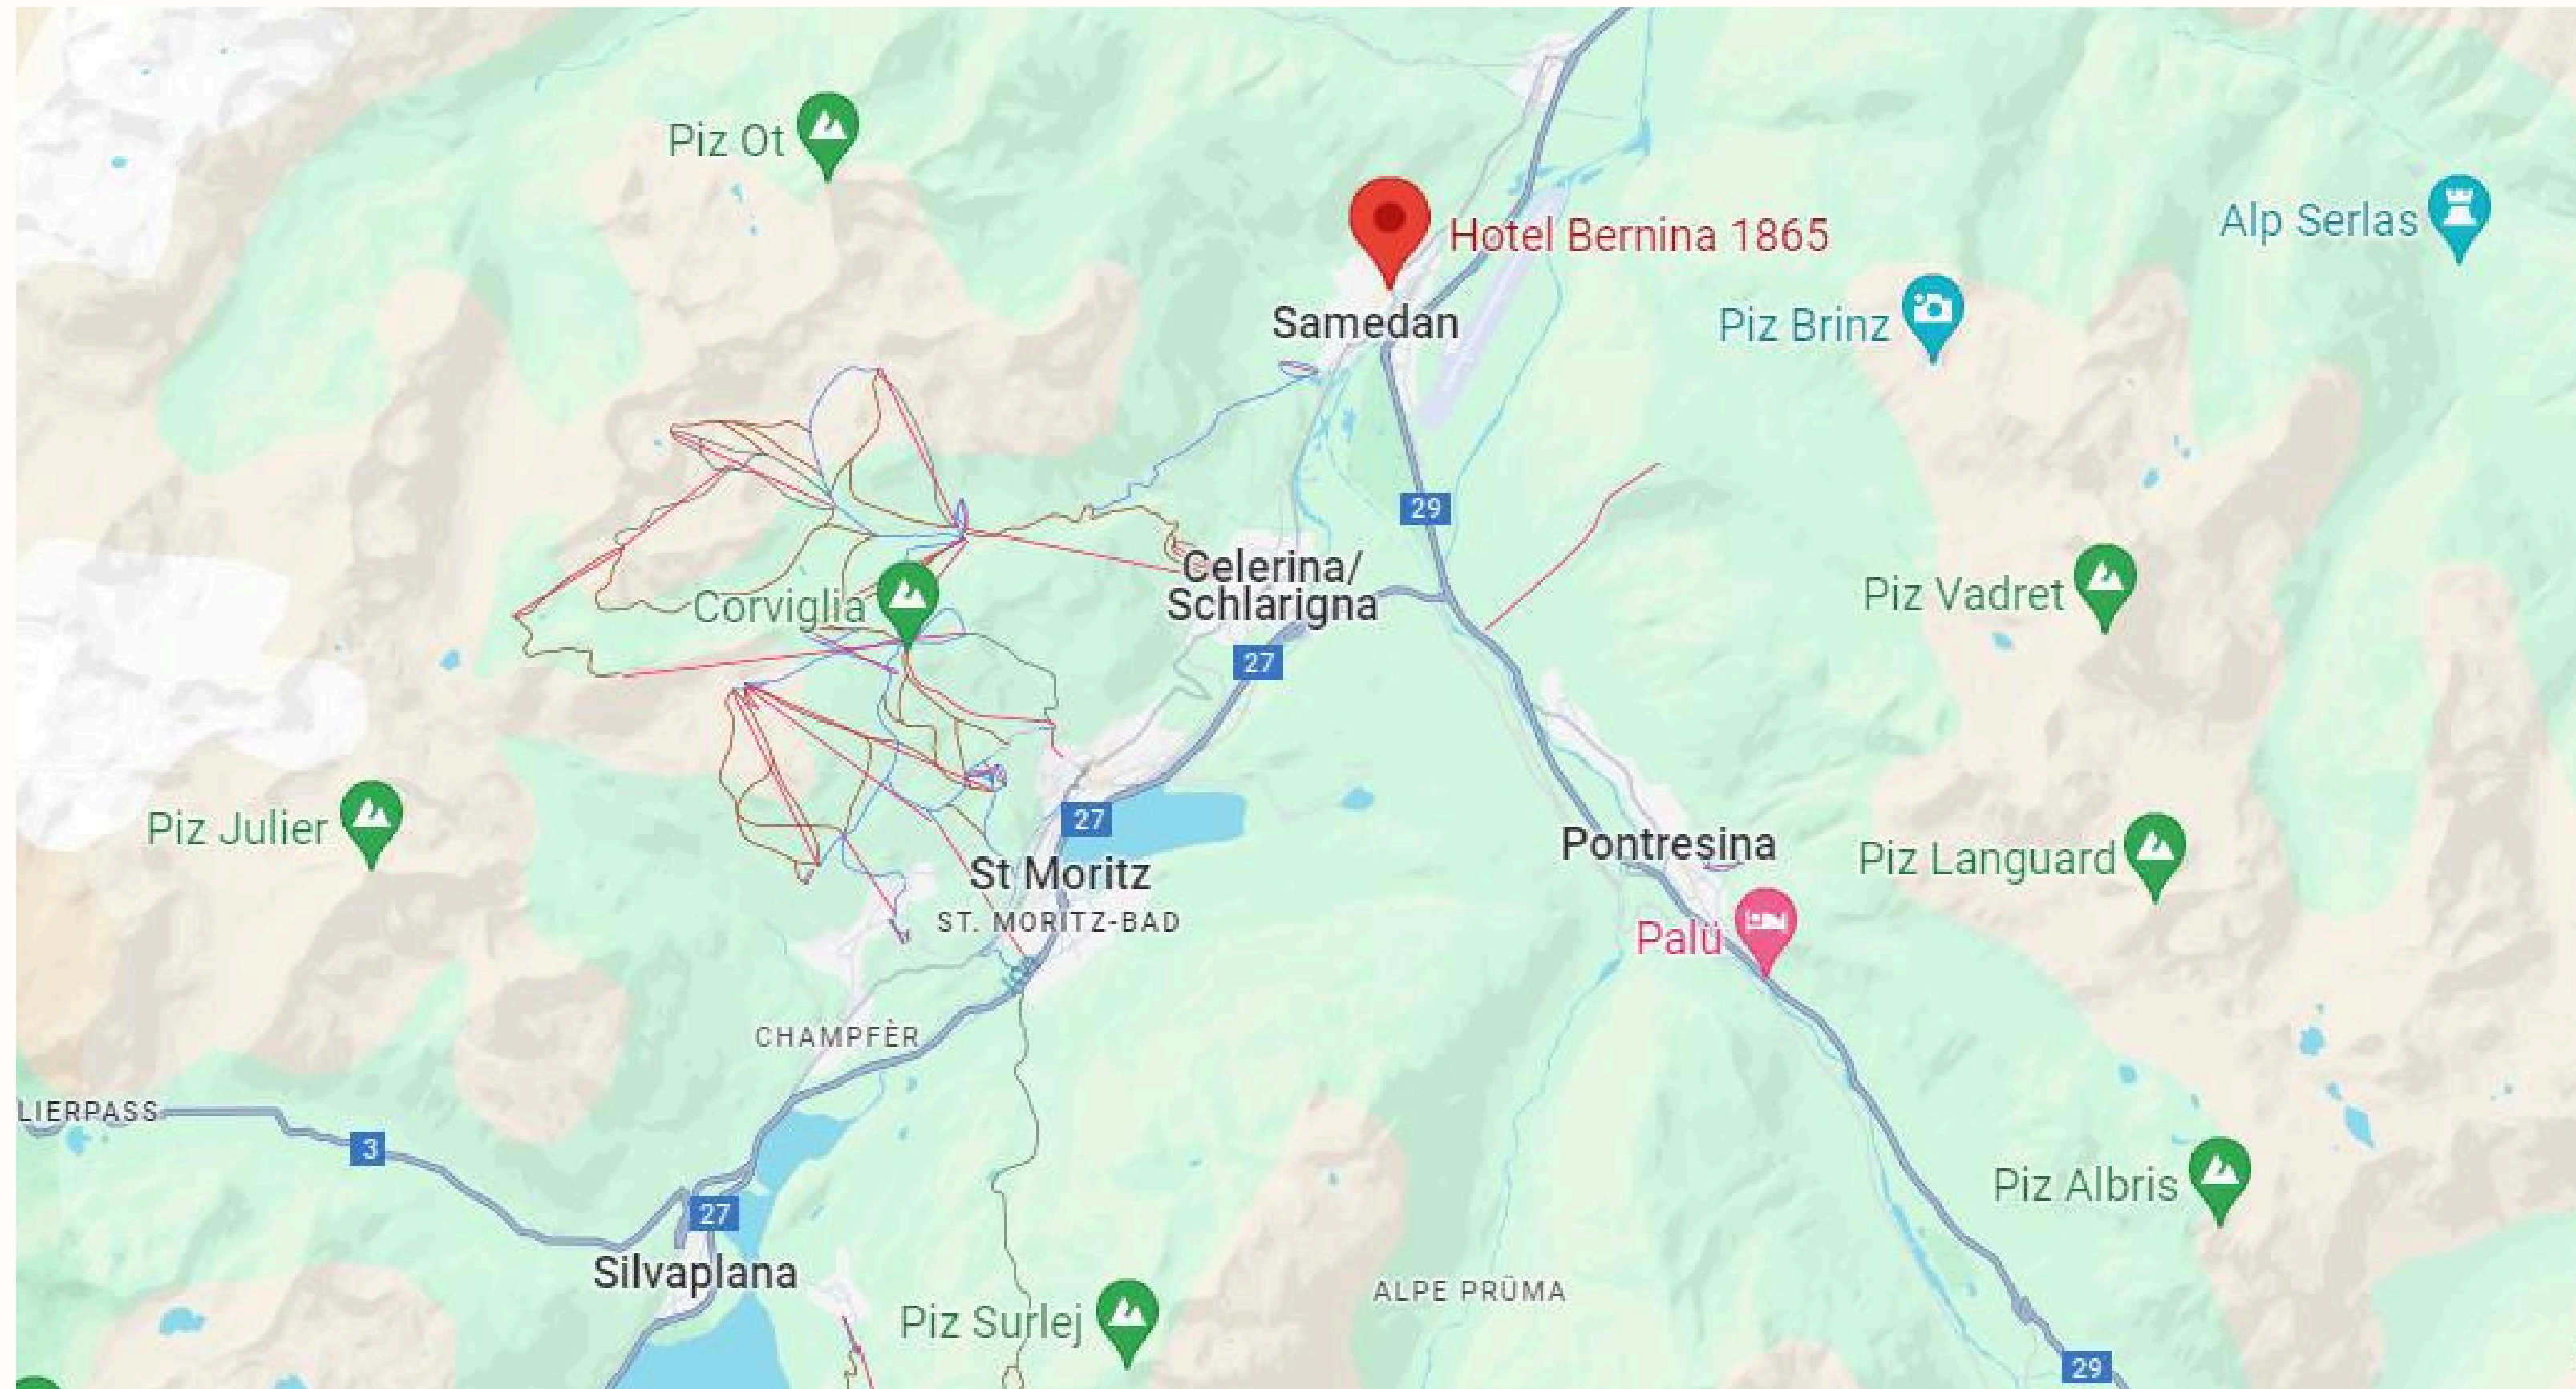 Piz Ot
Hotel Bernina 1865
Alp Serlas
Samedan
Piz Brinz
29
Celerina/
Schlarigna
Piz Vadret
Corviglia
27
Piz Julier
27
Pontresina
Piz Languard
St Moritz
ST. MORITZ-BAD
Palü
CHAMPFÈR
LIERPASS
3
Piz Albris
27
Silvaplana
ALPE PRÜMA
Piz Surlej
29